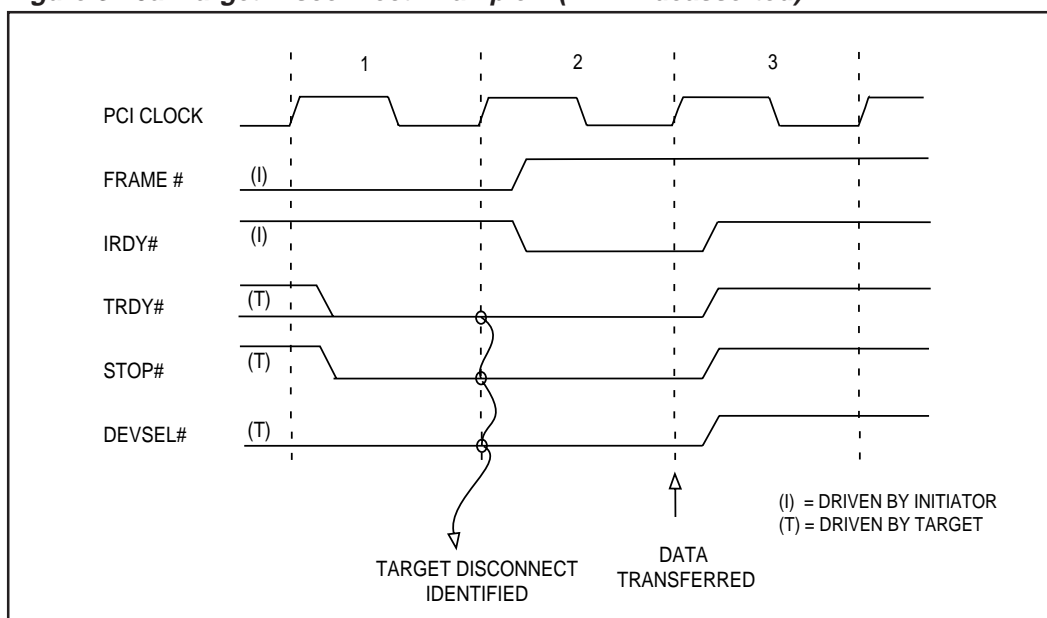 1 2 3
PCI CLOCK
FRAME # (I)
IRDY# (I)
TRDY# (T)
STOP# (T)
DEVSEL# (T)
(I) = DRIVEN BY INITIATOR
(T) = DRIVEN BY TARGET
TARGET DISCONNECT
IDENTIFIED
DATA
TRANSFERRED